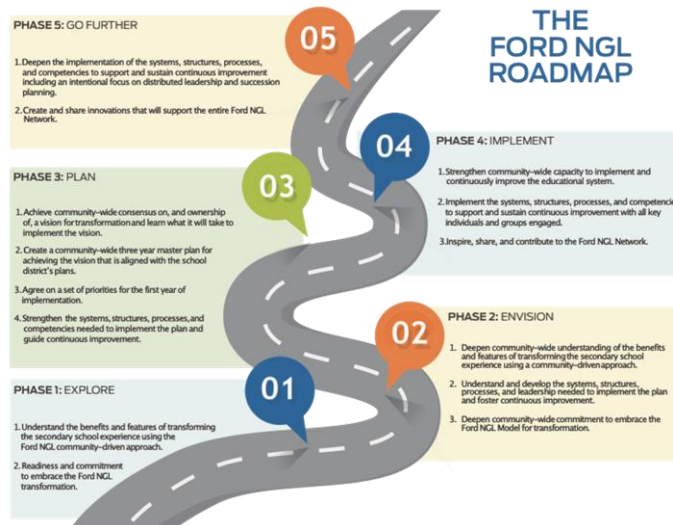 THE
FORD NGL
ROADMAP
PHASE 5: GO FURTHER
1.Deepen the implementation of the systems, structures, processes,
and competencies to support and sustain continuous improvement
including an intentional focus on distributed leadership and succession
planning.
2.Create and share innovations that will support the entire Ford NGL
Network.
05
PHASE 4: IMPLEMENT
1.Strengthen community-wide capacity to implement and
continuously improve the educational system.
2.Implement the systems, structures, processes, and competencie
to support and sustain continuous improvement with all key
individuals and groups engaged.
3.Inspire, share, and contribute to the Ford NGL Network.
04
PHASE 3: PLAN
1. Achieve community-wide consensus on, and ownership
of, a vision for transformation and learn what it will take to
implement the vision.
2.Create a community-wide three year master plan for
achieving the vision that is aligned with the school
district's plans.
3.Agree on a set of priorities for the first year of
implementation.
4.Strengthen the systems, structures, processes, and
competencies needed to implement the plan and
guide continuous improvement.
03
PHASE 2: ENVISION
1. Deepen community-wide understanding of the benefits
and features of transforming the secondary school
experience using a community-driven approach.
2. Understand and develop the systems, structures,
processes, and leadership needed to implement the plan
and foster continuous improvement.
3. Deepen community-wide commitment to embrace the
Ford NGL Model for transformation.
02
PHASE 1: EXPLORE
1.Understand the benefits and features of transforming
the secondary school experience using the
Ford NGL community-driven approach.
2.Readiness and commitment
to embrace the Ford NGL
transformation.
01